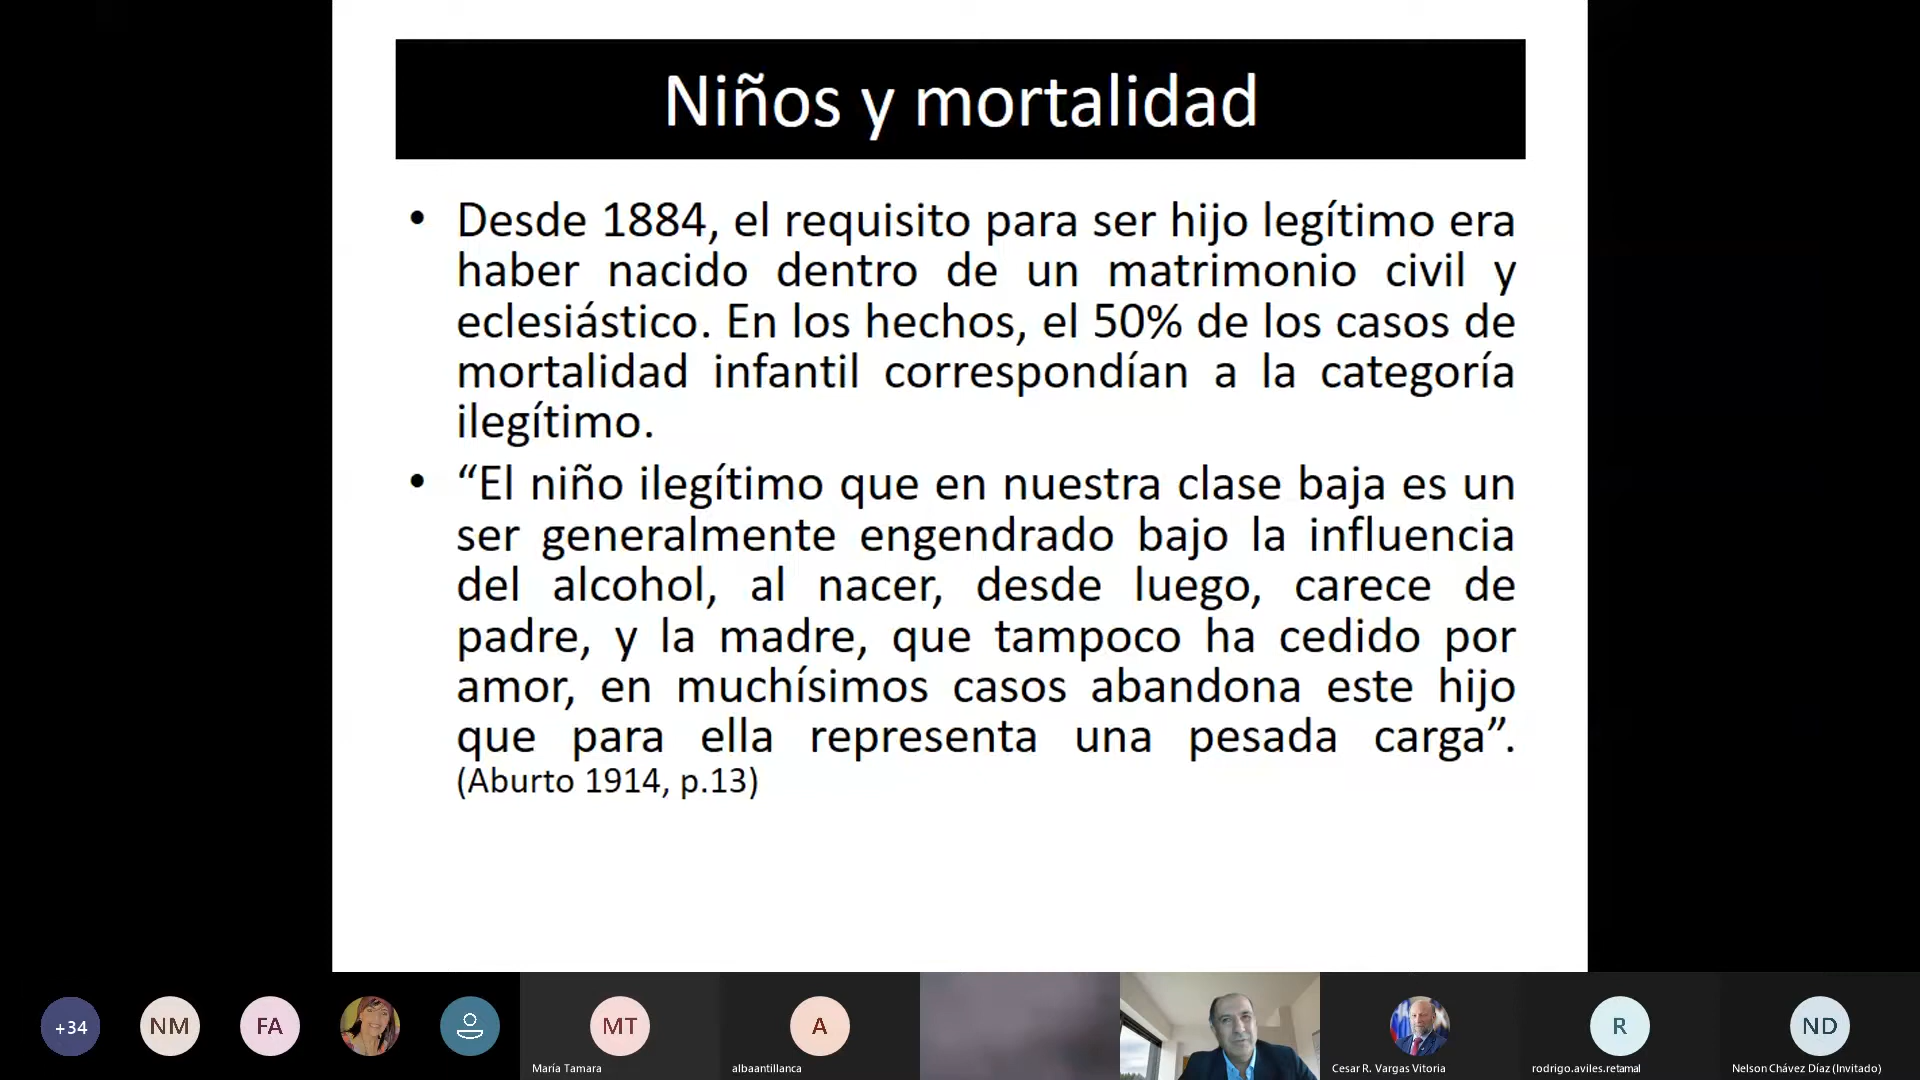 Niños y mortalidad
• Desde 1884, el requisito para ser hijo legítimo era
haber nacido dentro de un matrimonio civil y
eclesiástico. En los hechos, el 50% de los casos de
mortalidad infantil correspondían a la categoría
ilegítimo.
• “El niño ilegítimo que en nuestra clase baja es un
ser generalmente engendrado bajo la influencia
del alcohol, al nacer, desde luego, carece de
padre, y la madre, que tampoco ha cedido por
amor, en muchísimos casos abandona este hijo
que para ella representa una pesada carga”.
(Aburto 1914, p.13)
+34
NM
FA
MT
A
R
ND
María Tamara
albaantillanca
Cesar R. Vargas Vitoria
rodrigo.aviles.retamal
Nelson Chávez Díaz (Invitado)